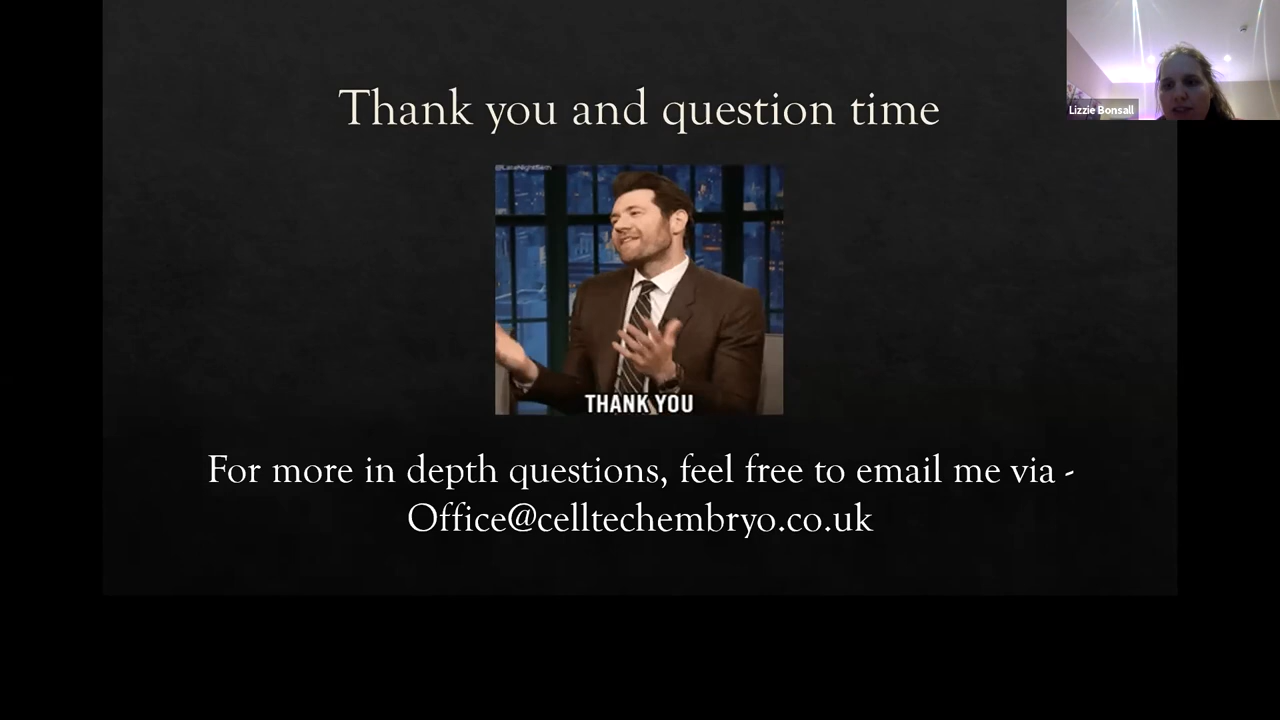 Thank you and question time
@LateNightSeth
Lizzie Bonsall
THANK YOU
For more in depth questions, feel free to email me via -
Office@celltechembryo.co.uk